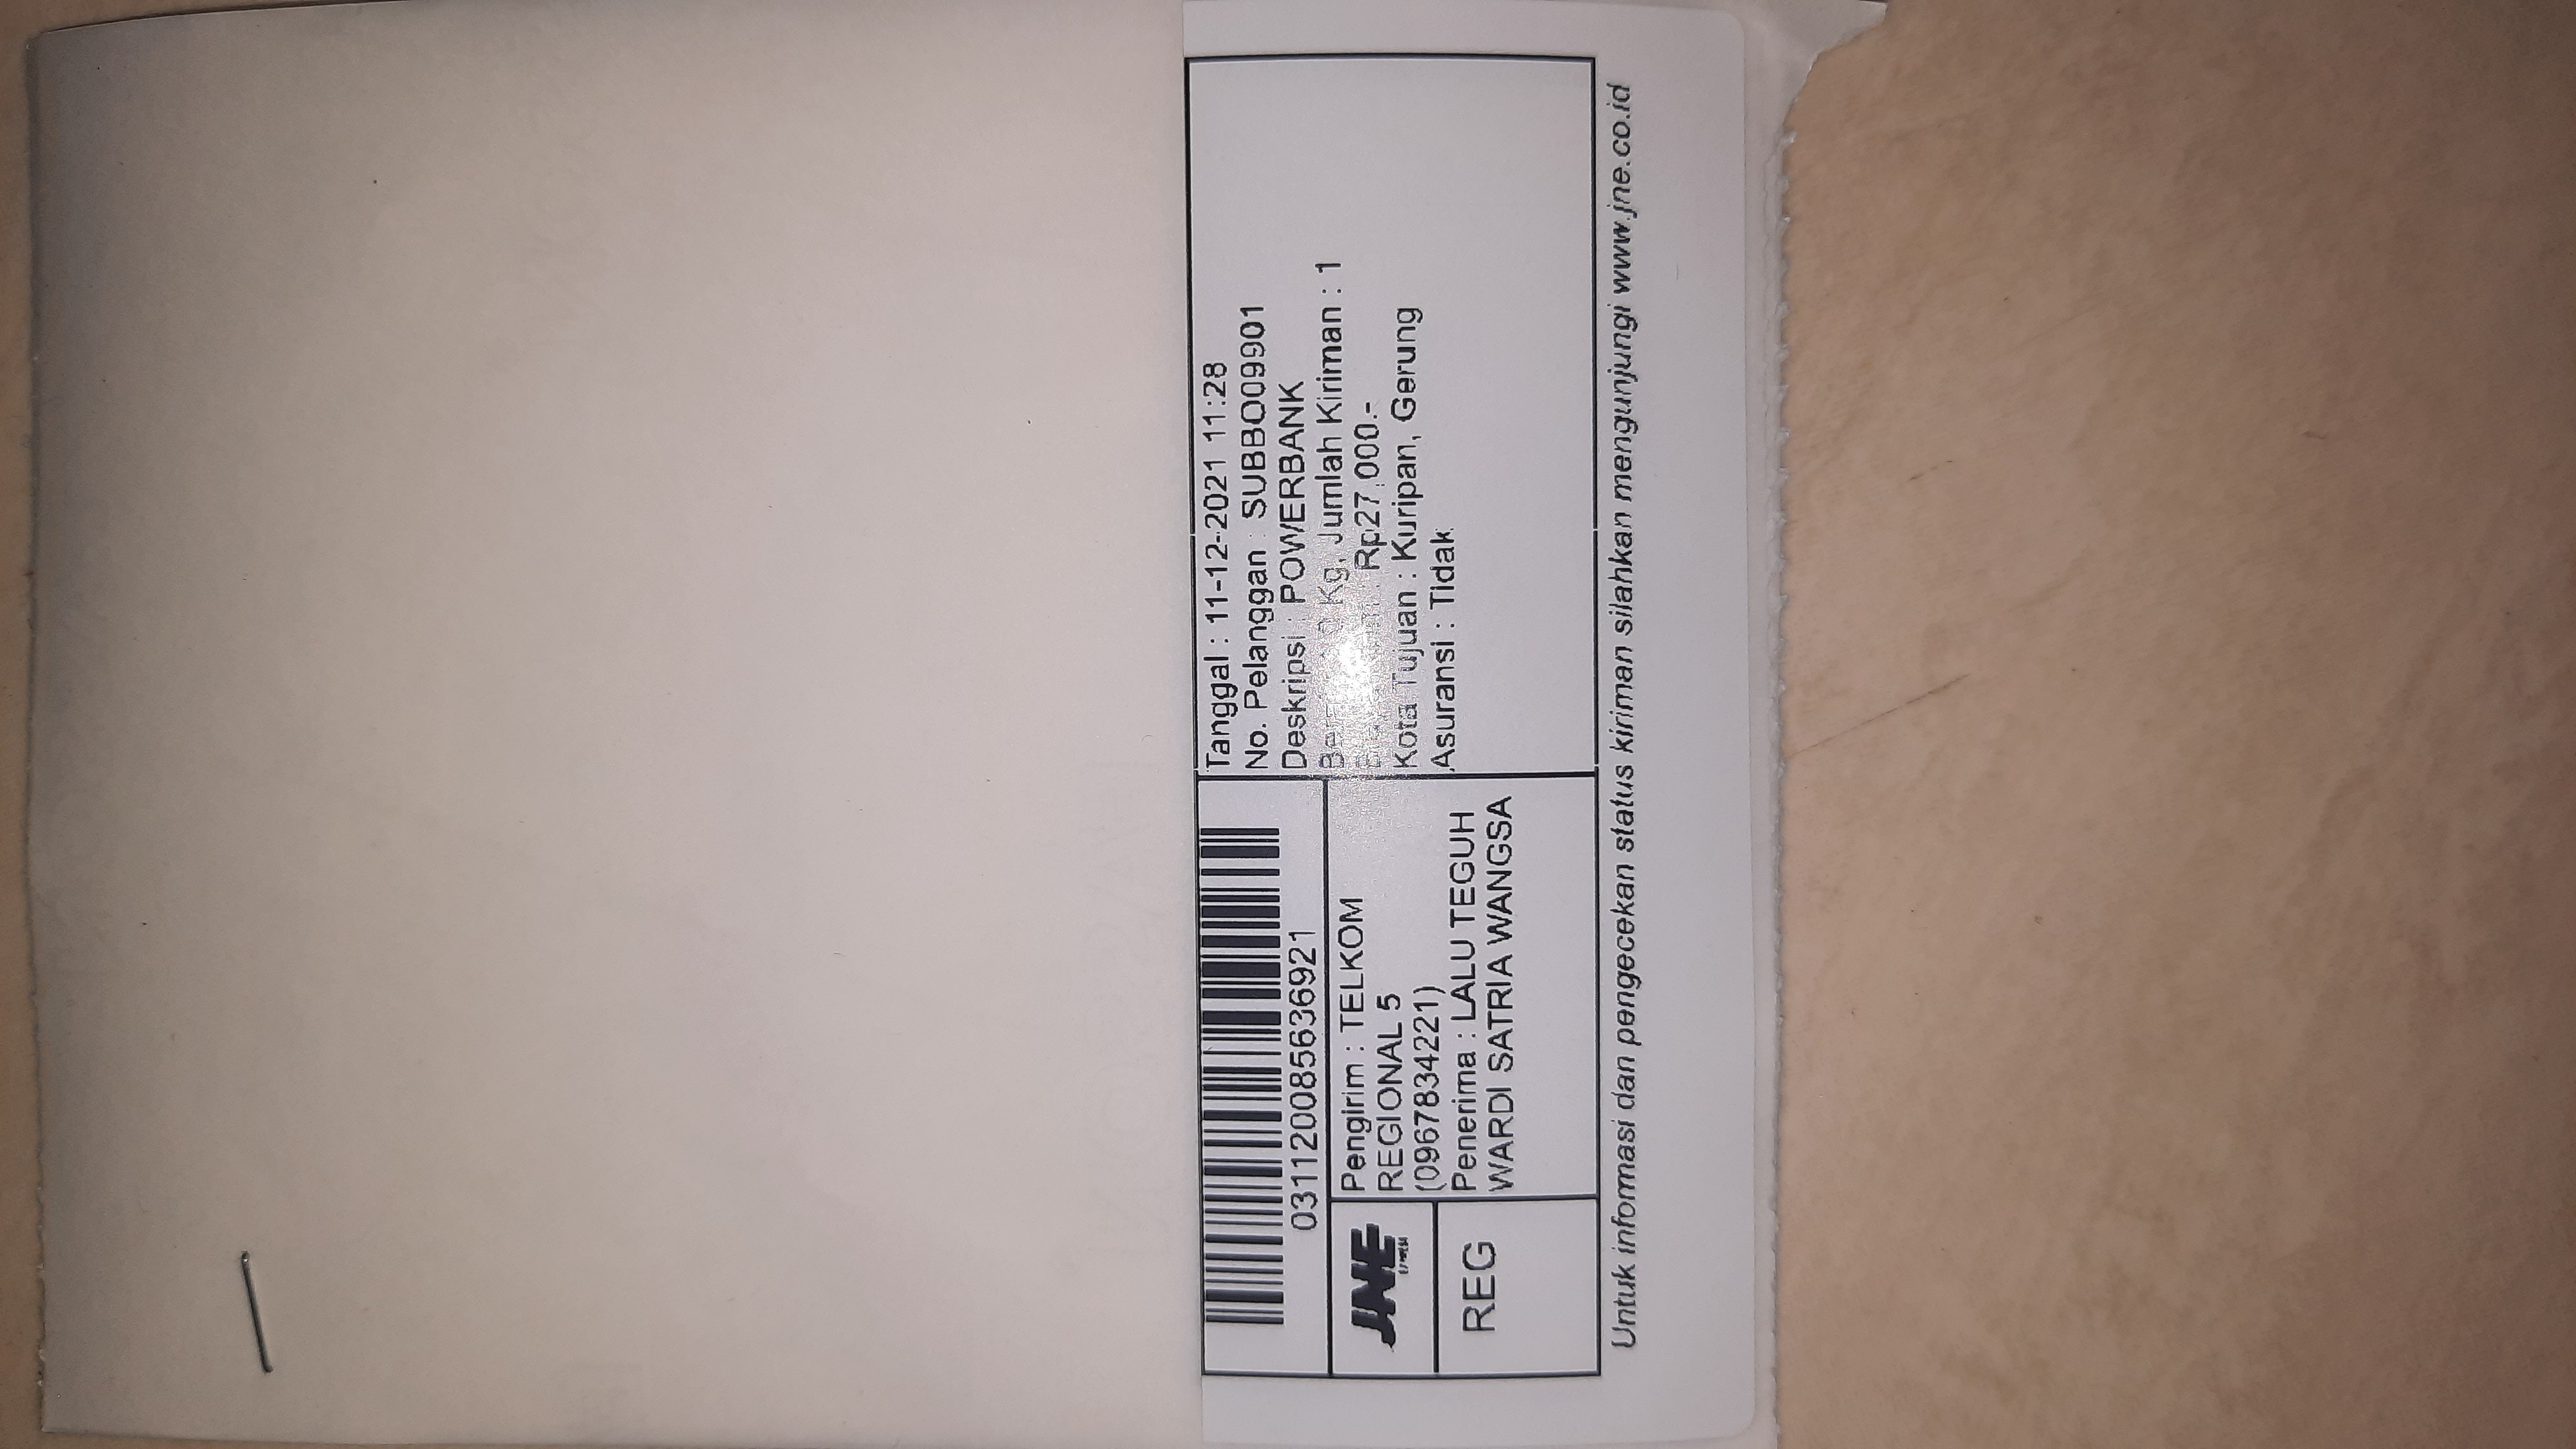 031120085636921
JNE
EXPRESS
REG
Pengirim : TELKOM
REGIONAL 5
(0967834221)
Penerima : LALU TEGUH
WARDI SATRIA WANGSA
Tanggal : 11-12-2021 11:28
No. Pelanggan : SUBBO09901
Deskripsi : POWERBANK
Kg, Jumlah Kiriman : 1
: Rp27,000.-
Kota Tujuan : Kuripan, Gerung
Asuransi : Tidak
Untuk informasi dan pengecekan status kiriman silahkan mengunjungi www.jne.co.id